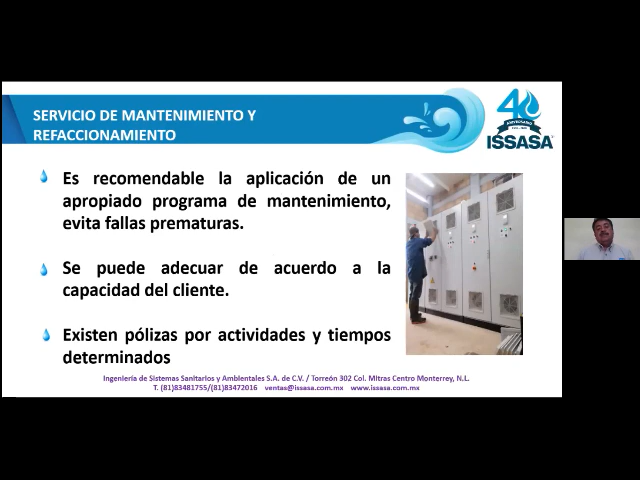 SERVICIO DE MANTENIMIENTO Y
REFACCIONAMIENTO
40
ANIVERSARIO
ISSASA
Es recomendable la aplicación de un
apropiado programa de mantenimiento,
evita fallas prematuras.
Se puede adecuar de acuerdo a la
capacidad del cliente.
Existen pólizas por actividades y tiempos
determinados
Ingeniería de Sistemas Sanitarios y Ambientales S.A. de C.V. / Torreón 302 Col. Mitras Centro Monterrey, N.L.
T. (81)83481755/(81)83472016 ventas@issasa.com.mx www.issasa.com.mx